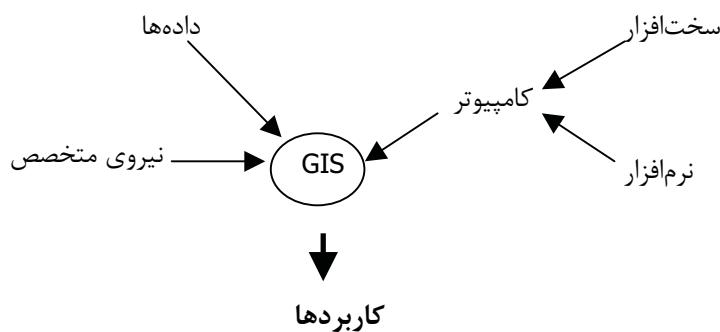 سخت‌افزار
داده‌ها
کامپیوتر
نیروی متخصص
GIS
نرم‌افزار
کاربردها